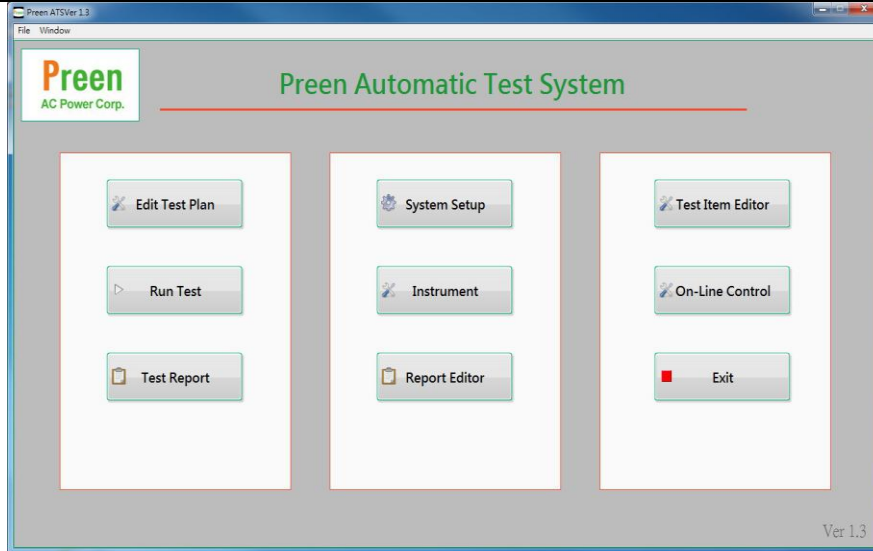 Preen ATSVer 1.3
File Window
Preen
AC Power Corp.
Preen Automatic Test System
Edit Test Plan
System Setup
Test Item Editor
Run Test
Instrument
On-Line Control
Test Report
Report Editor
Exit
Ver 1.3